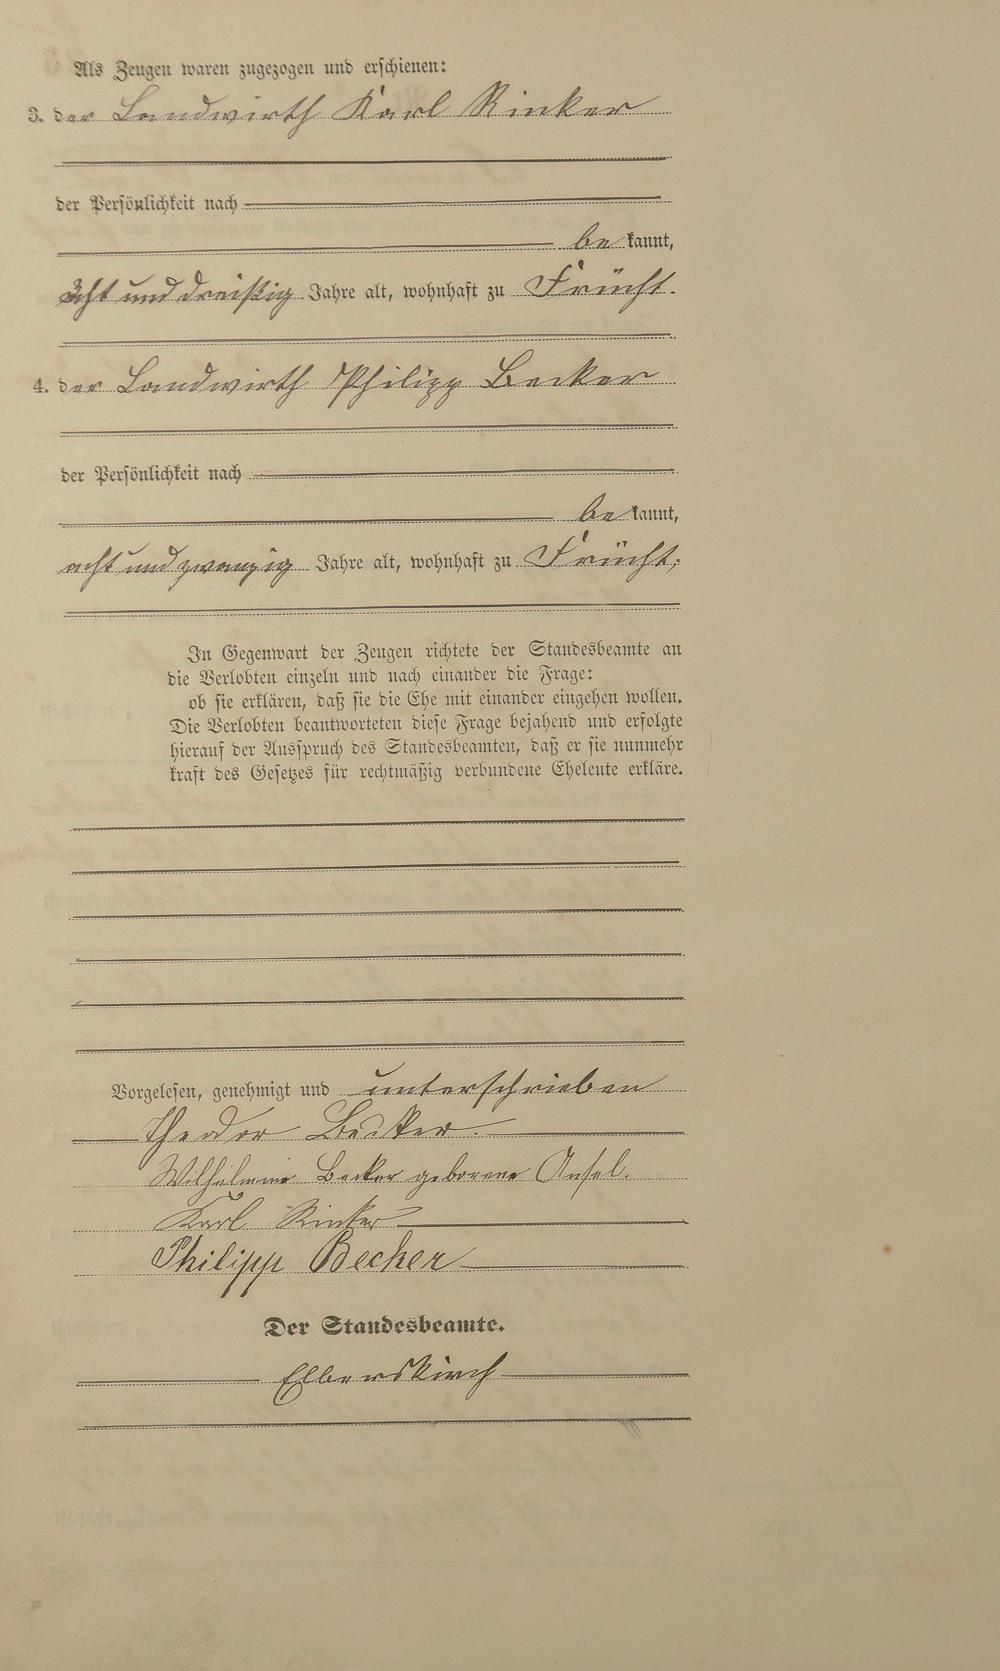 Als Zeugen waren zugezogen und erschienen:
3. der Landwirth Karl Rinker
der Persönlichkeit nach
be kannt,
acht und dreißig Jahre alt, wohnhaft zu Frücht.
4. der Landwirth Philipp Becker
der Persönlichkeit nach
be kannt,
acht und zwanzig Jahre alt, wohnhaft zu Frücht;
In Gegenwart der Zeugen richtete der Standesbeamte an
die Verlobten einzeln und nach einander die Frage:
ob sie erklären, daß sie die Ehe mit einander eingehen wollen.
Die Verlobten beantworteten diese Frage bejahend und erfolgte
hierauf der Ausspruch des Standesbeamten, daß er sie nunmehr
kraft des Gesetzes für rechtmäßig verbundene Eheleute erkläre.
Vorgelesen, genehmigt und unterschrieben
Theodor Becker.
Wilhelmine Becker geborene Ansel.
Karl Rinker
Philipp Becker
Der Standesbeamte.
Elberskirch